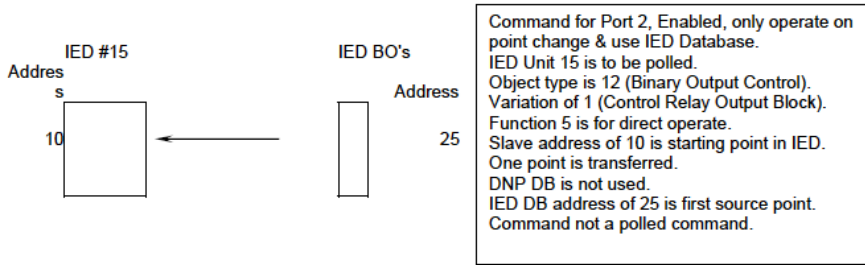 IED #15
IED BO's
Addres
s
Address
10
25
Command for Port 2, Enabled, only operate on
point change & use IED Database.
IED Unit 15 is to be polled.
Object type is 12 (Binary Output Control).
Variation of 1 (Control Relay Output Block).
Function 5 is for direct operate.
Slave address of 10 is starting point in IED.
One point is transferred.
DNP DB is not used.
IED DB address of 25 is first source point.
Command not a polled command.